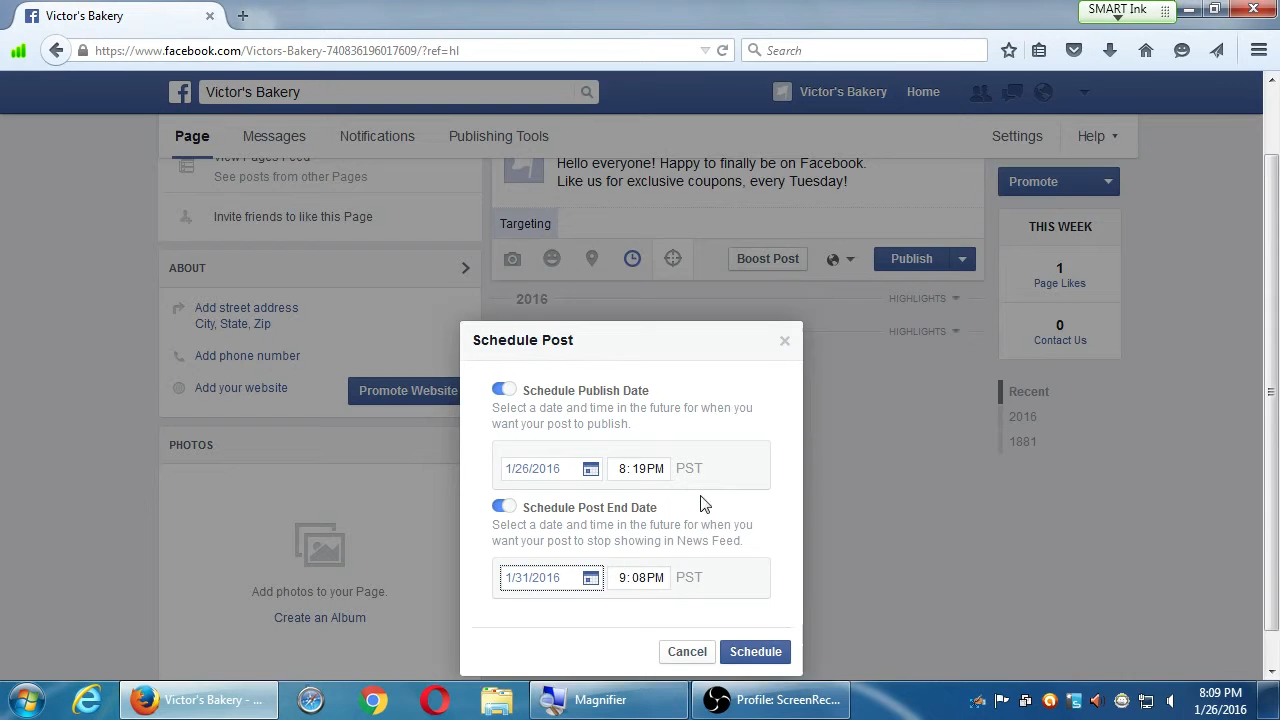 Victor's Bakery
SMART Ink
https://www.facebook.com/Victors-Bakery-740836196017609/?ref=hl
Search
Victor's Bakery
Victor's Bakery
Home
Page
Messages
Notifications
Publishing Tools
Settings
Help
View Pages Feed
See posts from other Pages
Invite friends to like this Page
Hello everyone! Happy to finally be on Facebook.
Like us for exclusive coupons, every Tuesday!
Targeting
Boost Post
Publish
Promote
THIS WEEK
1
Page Likes
0
Contact Us
ABOUT
Add street address
City, State, Zip
Add phone number
Add your website
Promote Website
2016
HIGHLIGHTS
HIGHLIGHTS
Recent
2016
1881
PHOTOS
Add photos to your Page.
Create an Album
Schedule Post
Schedule Publish Date
Select a date and time in the future for when you
want your post to publish.
1/26/2016
8:19PM
PST
Schedule Post End Date
Select a date and time in the future for when you
want your post to stop showing in News Feed.
1/31/2016
9:08PM
PST
Cancel
Schedule
Victor's Bakery - ...
Magnifier
Profile: ScreenRec...
8:09 PM
1/26/2016